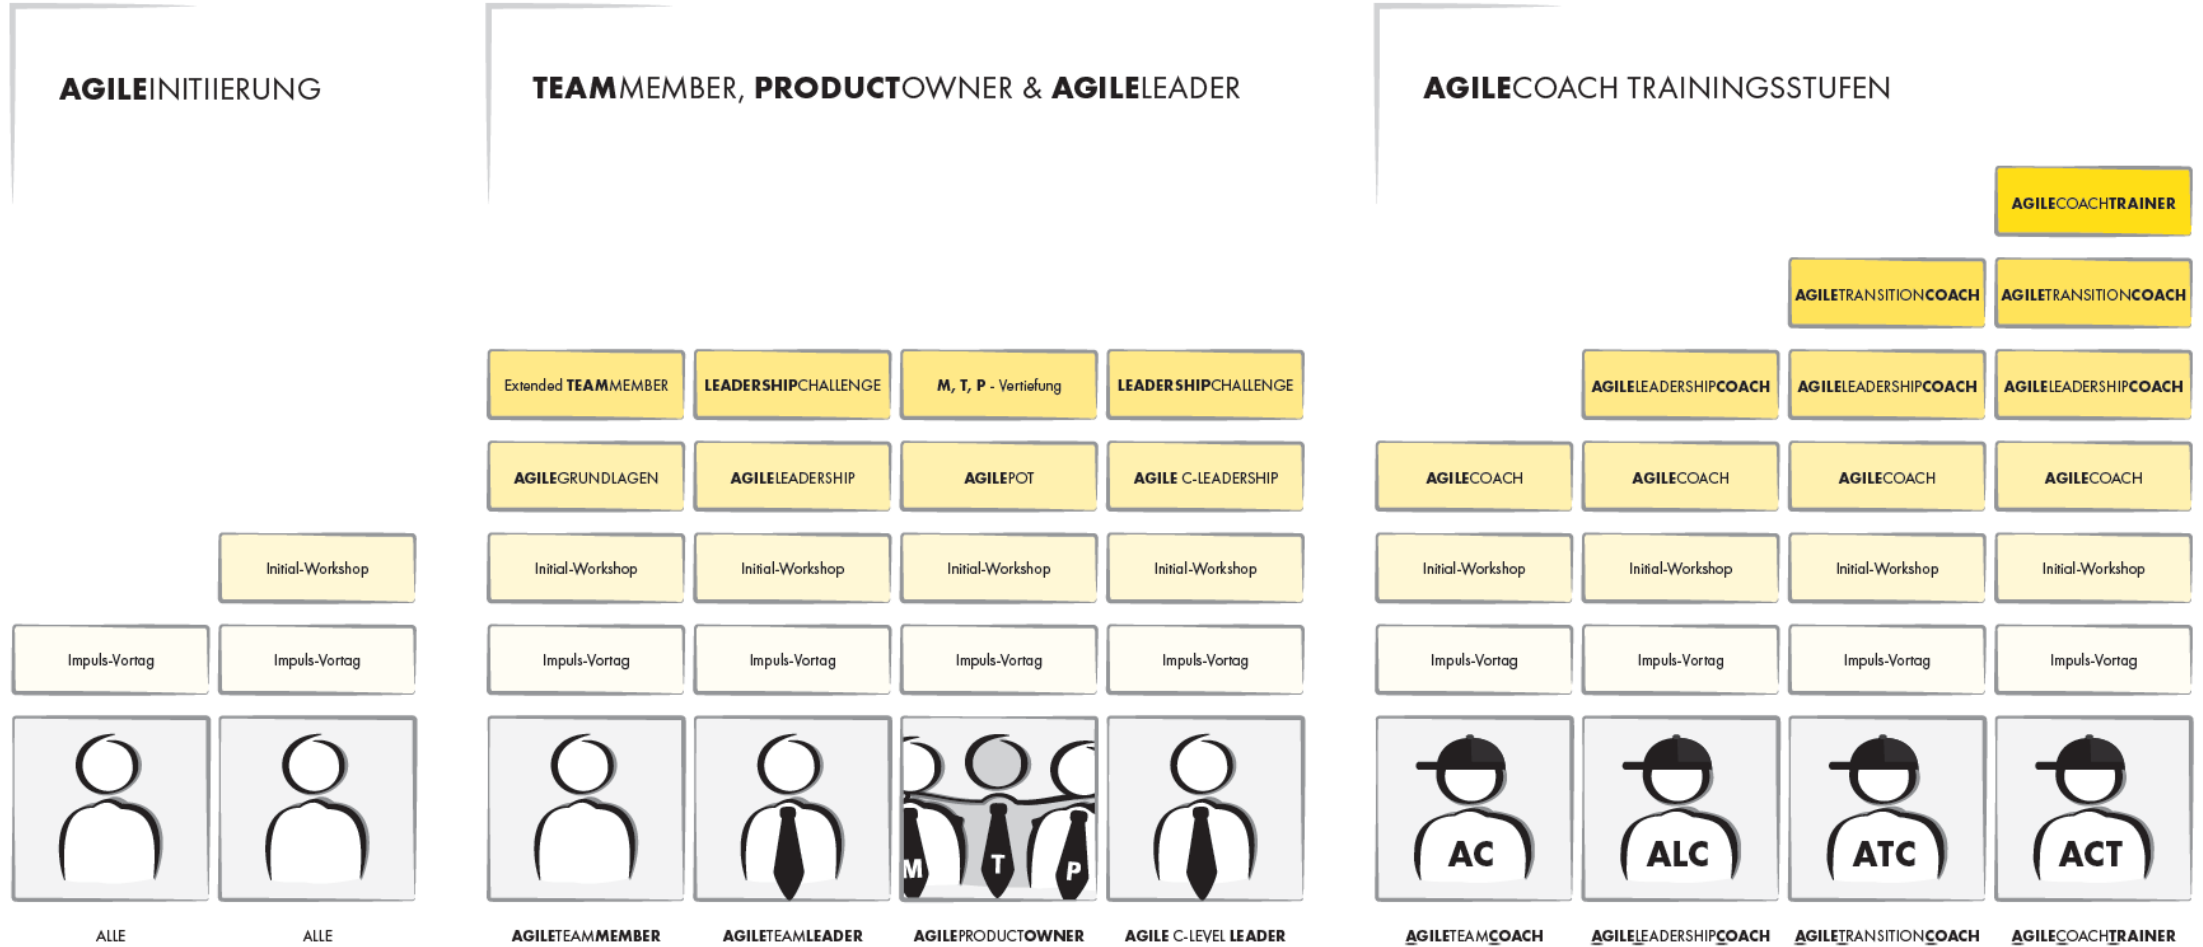 AGILEINITIIERUNG
TEAMMEMBER, PRODUCTOWNER & AGILELEADER
AGILECOACH TRAININGSSTUFEN
AGILECOACHTRAINER
AGILETRANSITIONCOACH
AGILETRANSITIONCOACH
Extended TEAMMEMBER
LEADERSHIPCHALLENGE
M, T, P - Vertiefung
LEADERSHIPCHALLENGE
AGILELEADERSHIPCOACH
AGILELEADERSHIPCOACH
AGILELEADERSHIPCOACH
AGILEGRUNDLAGEN
AGILELEADERSHIP
AGILEPOT
AGILE C-LEADERSHIP
AGILECOACH
AGILECOACH
AGILECOACH
AGILECOACH
Initial-Workshop
Initial-Workshop
Initial-Workshop
Initial-Workshop
Initial-Workshop
Initial-Workshop
Initial-Workshop
Initial-Workshop
Initial-Workshop
Impuls-Vortag
Impuls-Vortag
Impuls-Vortag
Impuls-Vortag
Impuls-Vortag
Impuls-Vortag
Impuls-Vortag
Impuls-Vortag
Impuls-Vortag
Impuls-Vortag
M
T
P
AC
ALC
ATC
ACT
ALLE
ALLE
AGILETEAMMEMBER
AGILETEAMLEADER
AGILEPRODUCTOWNER
AGILE C-LEVEL LEADER
AGILETEAMCOACH
AGILELEADERSHIPCOACH
AGILETRANSITIONCOACH
AGILECOACHTRAINER